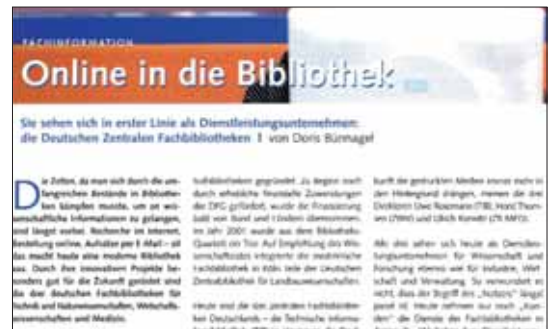 FACHINFORMATION
Online in die Bibliothek
Sie sehen sich in erster Linie als Dienstleistungsunternehmen:
die Deutschen Zentralen Fachbibliotheken | von Doris Bünnagel
Die Zeiten, da man sich durch die um-
fangreichen Bestände in Bibliothe-
ken kämpfen musste, um an wis-
senschaftliche Informationen zu gelangen,
sind längst vorbei. Recherche im Internet,
Bestellung online, Aufsätze per E-Mail – all
das macht heute eine moderne Bibliothek
aus. Durch ihre innovativen Projekte be-
sonders gut für die Zukunft gerüstet sind
die drei deutschen Fachbibliotheken für
Technik und Naturwissenschaften, Wirtschafts-
wissenschaften und Medizin.
bibliotheken gegründet. Zu Beginn noch
durch erhebliche finanzielle Zuwendungen
der DFG gefördert, wurde die Finanzierung
bald von Bund und Ländern übernommen.
Im Jahr 2001 wurde aus dem Bibliotheks-
Quartett ein Trio: Auf Empfehlung des Wis-
senschaftsrates integrierte die medizinische
Fachbibliothek in Köln Teile der Deutschen
Zentralbibliothek für Landbauwissenschaften.
Heute sind die drei zentralen Fachbibliothe-
ken Deutschlands – die Technische Informa-
kunft die gedruckten Medien immer mehr in
den Hintergrund drängen, meinen die drei
Direktoren Uwe Rosemann (TIB), Horst Thom-
sen (ZBW) und Ulrich Korwitz (ZB MED).
Alle drei sehen sich heute als Dienstleis-
tungsunternehmen für Wissenschaft und
Forschung ebenso wie für Industrie, Wirt-
schaft und Verwaltung. So verwundert es
nicht, dass der Begriff des „Nutzers" längst
passé ist. Heute nehmen nur noch „Kun-
den" die Dienste der Fachbibliotheken in